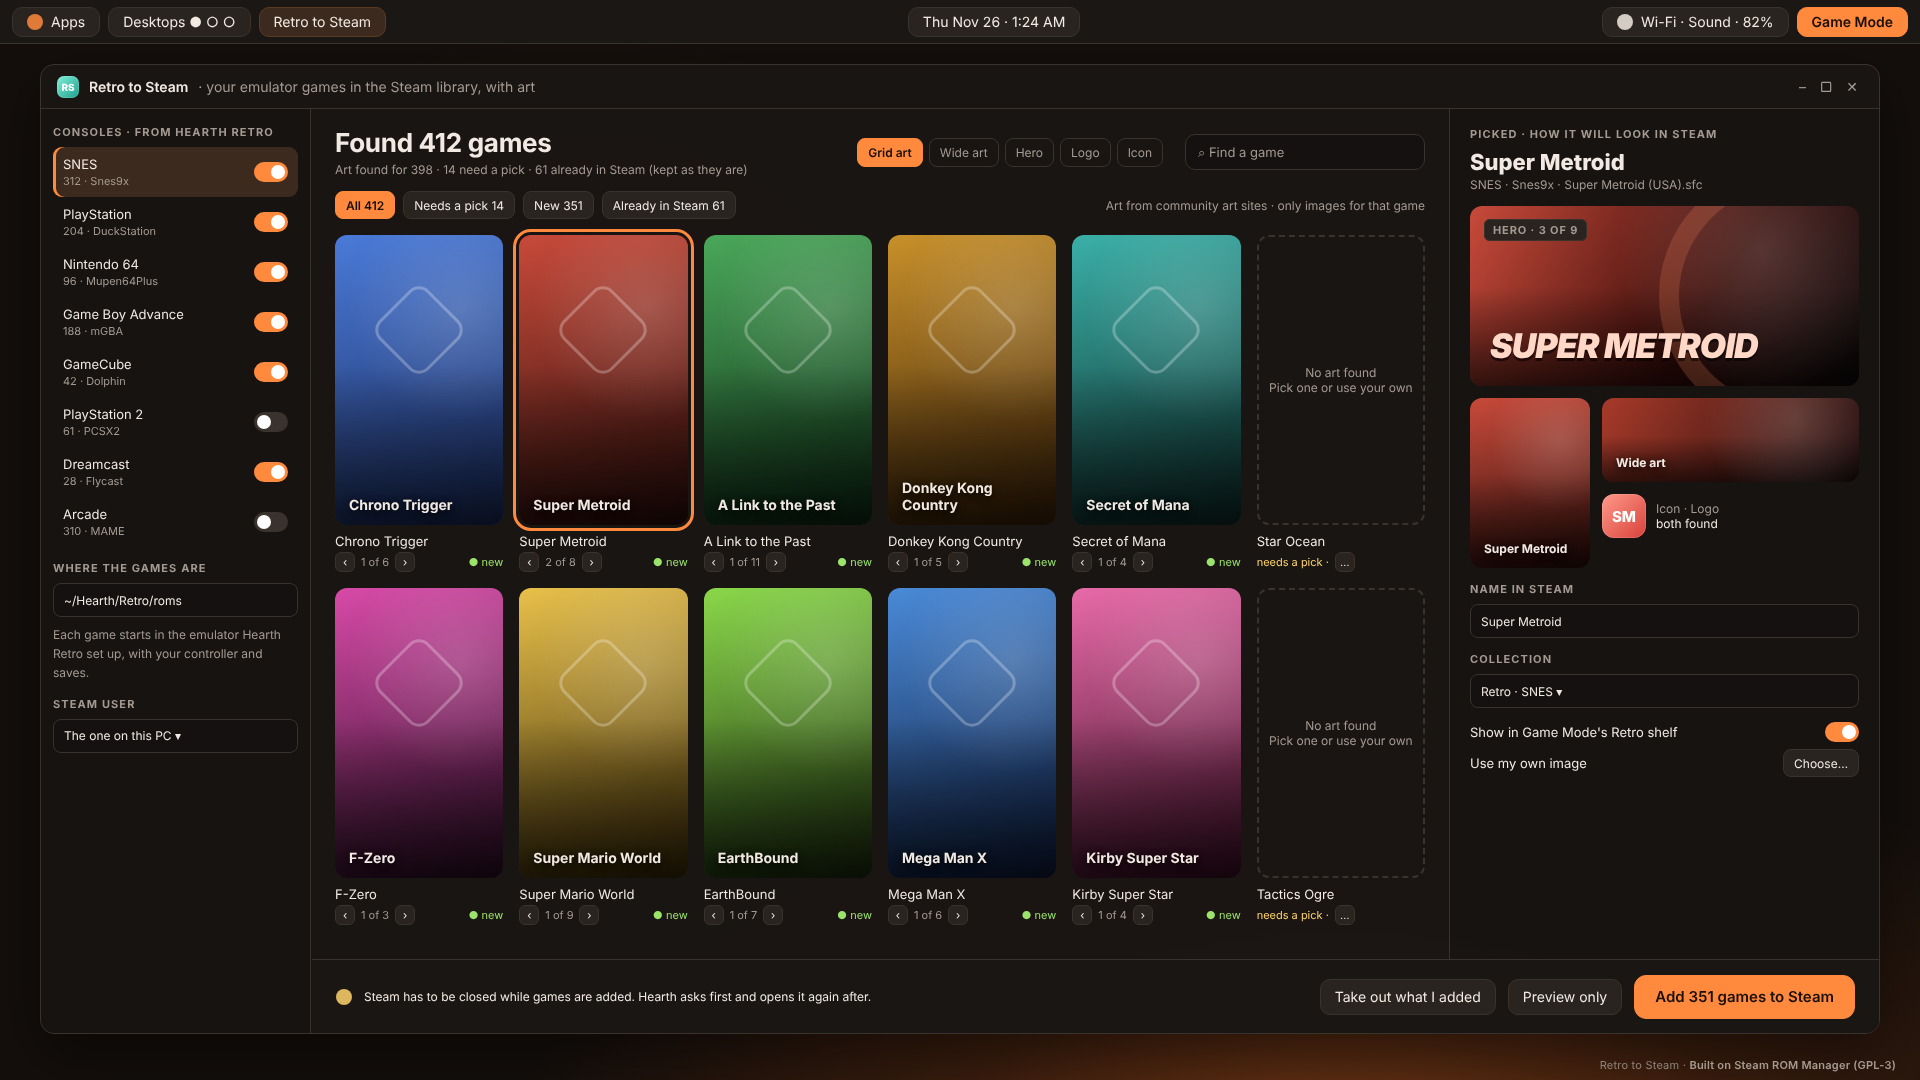 Apps
Desktops
Retro to Steam
Thu Nov 26 · 1:24 AM
Wi-Fi · Sound · 82%
Game Mode
RS
Retro to Steam · your emulator games in the Steam library, with art
CONSOLES · FROM HEARTH RETRO
SNES
312 · Snes9x
PlayStation
204 · DuckStation
Nintendo 64
96 · Mupen64Plus
Game Boy Advance
188 · mGBA
GameCube
42 · Dolphin
PlayStation 2
61 · PCSX2
Dreamcast
28 · Flycast
Arcade
310 · MAME
WHERE THE GAMES ARE
~/Hearth/Retro/roms
Each game starts in the emulator Hearth
Retro set up, with your controller and
saves.
STEAM USER
The one on this PC ▾
Found 412 games
Art found for 398 · 14 need a pick · 61 already in Steam (kept as they are)
Grid art
Wide art
Hero
Logo
Icon
Find a game
All 412
Needs a pick 14
New 351
Already in Steam 61
Art from community art sites · only images for that game
Chrono Trigger
Super Metroid
A Link to the Past
Donkey Kong
Country
Secret of Mana
No art found
Pick one or use your own
Chrono Trigger
‹ 1 of 6 › new
Super Metroid
‹ 2 of 8 › new
A Link to the Past
‹ 1 of 11 › new
Donkey Kong Country
‹ 1 of 5 › new
Secret of Mana
‹ 1 of 4 › new
Star Ocean
needs a pick · ...
F-Zero
Super Mario World
EarthBound
Mega Man X
Kirby Super Star
No art found
Pick one or use your own
F-Zero
‹ 1 of 3 › new
Super Mario World
‹ 1 of 9 › new
EarthBound
‹ 1 of 7 › new
Mega Man X
‹ 1 of 6 › new
Kirby Super Star
‹ 1 of 4 › new
Tactics Ogre
needs a pick · ...
PICKED · HOW IT WILL LOOK IN STEAM
Super Metroid
SNES · Snes9x · Super Metroid (USA).sfc
HERO · 3 OF 9
SUPER METROID
Super Metroid
Wide art
SM
Icon · Logo
both found
NAME IN STEAM
Super Metroid
COLLECTION
Retro · SNES ▾
Show in Game Mode's Retro shelf
Use my own image
Choose...
Steam has to be closed while games are added. Hearth asks first and opens it again after.
Take out what I added
Preview only
Add 351 games to Steam
Retro to Steam · Built on Steam ROM Manager (GPL-3)